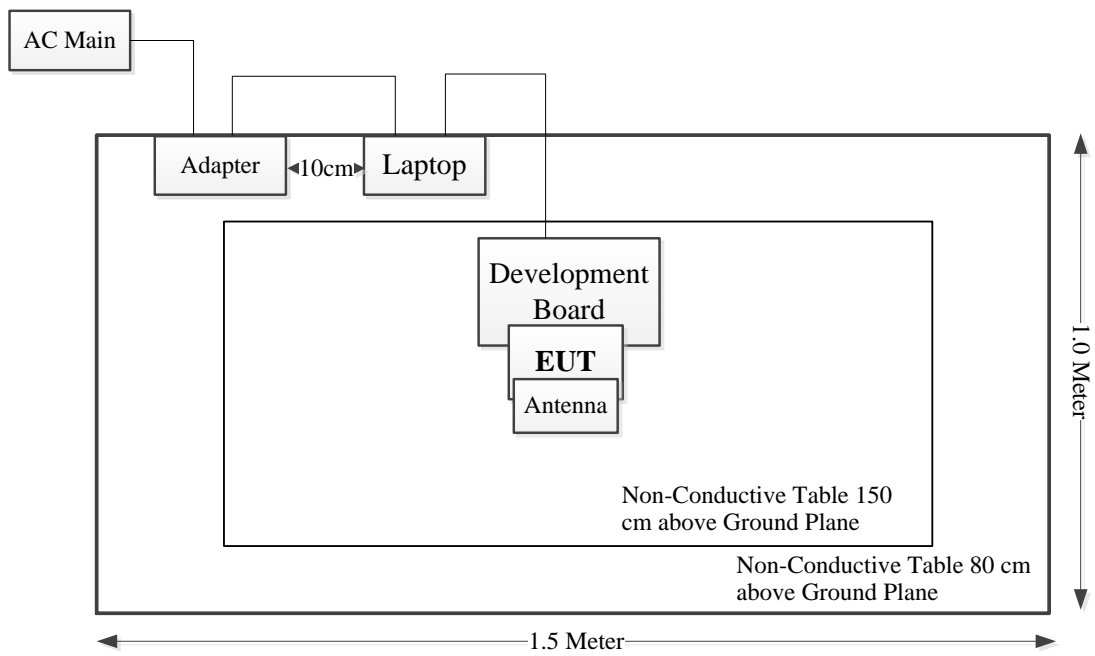 AC Main
Adapter
10cm
Laptop
Development
Board
EUT
Antenna
1.0 Meter
Non-Conductive Table 150
cm above Ground Plane
Non-Conductive Table 80 cm
above Ground Plane
1.5 Meter